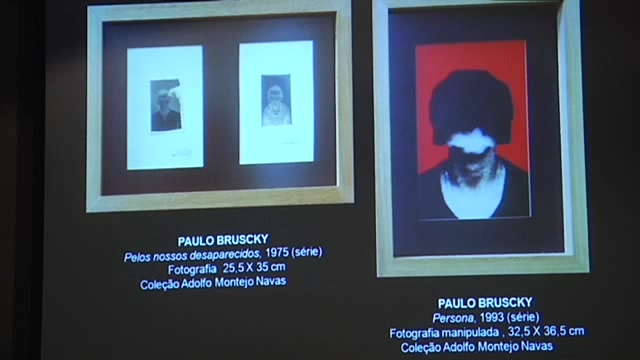 PAULO BRUSCKY
Pelos nossos desaparecidos, 1975 (série)
Fotografia 25,5 X 35 cm
Coleção Adolfo Montejo Navas
PAULO BRUSCKY
Persona, 1993 (série)
Fotografia manipulada , 32,5 X 36,5 cm
Coleção Adolfo Montejo Navas